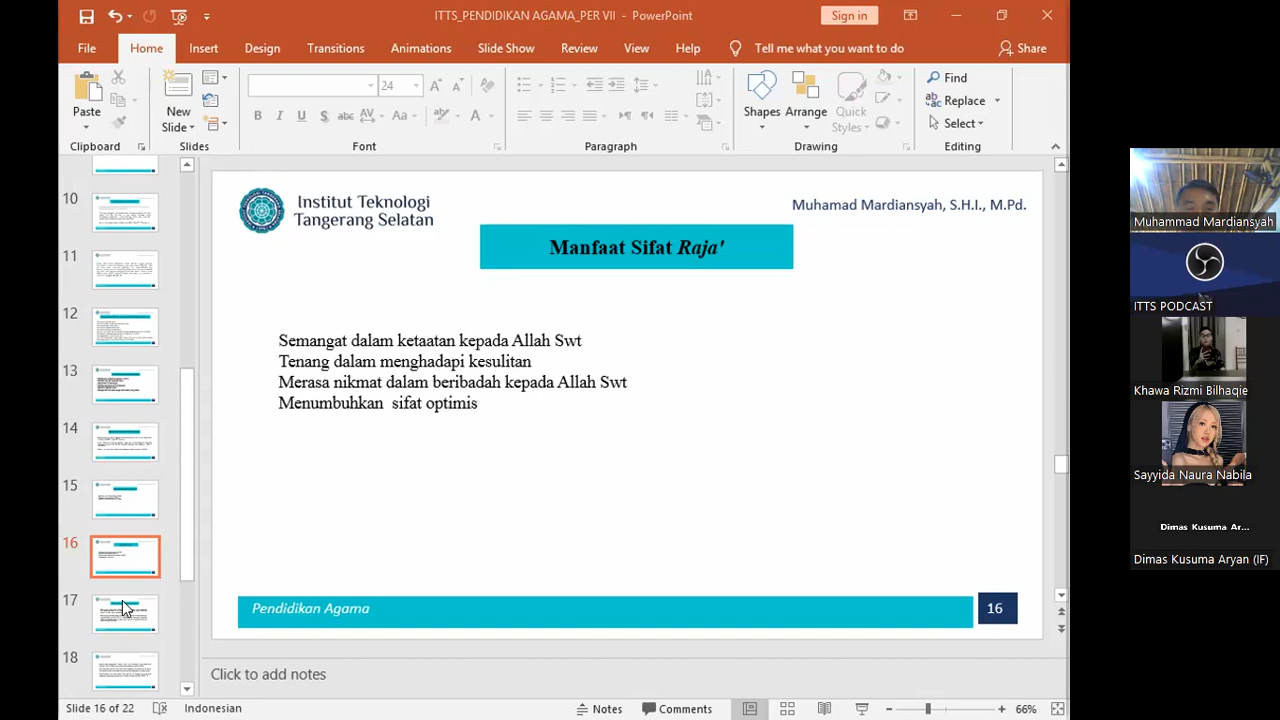 ITTS_PENDIDIKAN AGAMA_PER VII - PowerPoint
Sign in
File Home Insert Design Transitions Animations Slide Show Review View Help Tell me what you want to do Share
Paste
New Slide
24
Shapes
Arrange
Quick Styles
Find
Replace
Select
Clipboard Slides Font Paragraph Drawing Editing
10
11
12
13
14
15
16
17
18
Institut Teknologi
Tangerang Selatan
Muhamad Mardiansyah, S.H.I., M.Pd.
Manfaat Sifat Raja'
Semangat dalam ketaatan kepada Allah Swt
Tenang dalam menghadapi kesulitan
Merasa nikmat dalam beribadah kepada Allah Swt
Menumbuhkan sifat optimis
Pendidikan Agama
16
Click to add notes
Slide 16 of 22 Indonesian Notes Comments 66%
Muhammad Mardiansyah
ITTS PODCAST
Khawa Rizmi Bilhaqie
Sayyida Naura Nabila
Dimas Kusuma Ar...
Dimas Kusuma Aryan (IF)